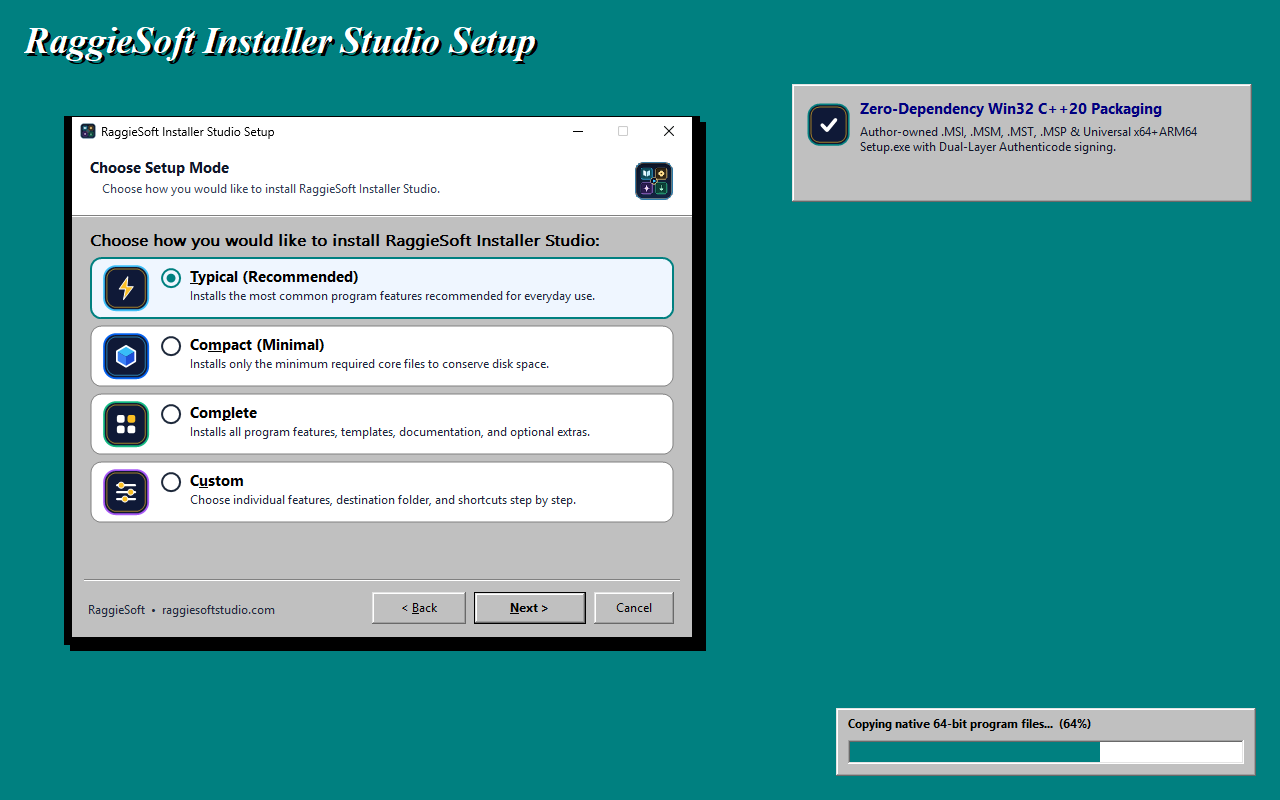 RaggieSoft Installer Studio Setup
Zero-Dependency Win32 C++20 Packaging
Author-owned .MSI, .MSM, .MST, .MSP & Universal x64+ARM64
Setup.exe with Dual-Layer Authenticode signing.
RaggieSoft Installer Studio Setup
Choose Setup Mode
Choose how you would like to install RaggieSoft Installer Studio.
Choose how you would like to install RaggieSoft Installer Studio:
Typical (Recommended)
Installs the most common program features recommended for everyday use.
Compact (Minimal)
Installs only the minimum required core files to conserve disk space.
Complete
Installs all program features, templates, documentation, and optional extras.
Custom
Choose individual features, destination folder, and shortcuts step by step.
RaggieSoft • raggiesoftstudio.com
< Back
Next >
Cancel
Copying native 64-bit program files... (64%)